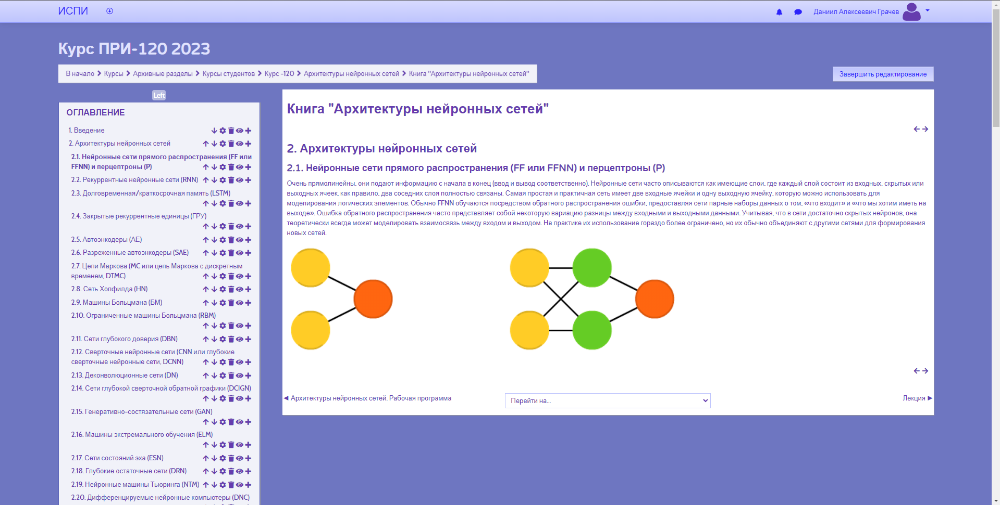 ИСПИ
Даниил Алексеевич Грачев
Курс ПРИ-120 2023
В начало Курсы Архивные разделы Курсы студентов Курс -120 Архитектуры нейронных сетей Книга "Архитектуры нейронных сетей"
Завершить редактирование
Left
ОГЛАВЛЕНИЕ
1. Введение
2. Архитектуры нейронных сетей
2.1. Нейронные сети прямого распространения (FF или
FFNN) и перцептроны (P)
2.2. Рекуррентные нейронные сети (RNN)
2.3. Долговременная/краткосрочная память (LSTM)
2.4. Закрытые рекуррентные единицы (ГРУ)
2.5. Автоэнкодеры (AE)
2.6. Разреженные автоэнкодеры (SAE)
2.7. Цепи Маркова (MC или цепь Маркова с дискретным
временем, DTMC)
2.8. Сеть Хопфилда (HN)
2.9. Машины Больцмана (БМ)
2.10. Ограниченные машины Больцмана (RBM)
2.11. Сети глубокого доверия (DBN)
2.12. Сверточные нейронные сети (CNN или глубокие
сверточные нейронные сети, DCNN)
2.13. Деконволюционные сети (DN)
2.14. Сети глубокой сверточной обратной графики (DCIGN)
2.15. Генеративно-состязательные сети (GAN)
2.16. Машины экстремального обучения (ELM)
2.17. Сети состояний эха (ESN)
2.18. Глубокие остаточные сети (DRN)
2.19. Нейронные машины Тьюринга (NTM)
2.20. Дифференцируемые нейронные компьютеры (DNC)
Книга "Архитектуры нейронных сетей"
2. Архитектуры нейронных сетей
2.1. Нейронные сети прямого распространения (FF или FFNN) и перцептроны (P)
Очень прямолинейны, они подают информацию с начала в конец (ввод и вывод соответственно). Нейронные сети часто описываются как имеющие слои, где каждый слой состоит из входных, скрытых или
выходных ячеек, как правило, два соседних слоя полностью связаны. Самая простая и практичная сеть имеет две входные ячейки и одну выходную ячейку, которую можно использовать для
моделирования логических элементов. Обычно FFNN обучаются посредством обратного распространения ошибки, предоставляя сети парные наборы данных о том, «что входит» и «что мы хотим иметь на
выходе». Ошибка обратного распространения часто представляет собой некоторую вариацию разницы между входными и выходными данными. Учитывая, что в сети достаточно скрытых нейронов, она
теоретически всегда может моделировать взаимосвязь между входом и выходом. На практике их использование гораздо более ограничено, но их обычно объединяют с другими сетями для формирования
новых сетей.
◄ Архитектуры нейронных сетей. Рабочая программа
Перейти на...
Лекция ►